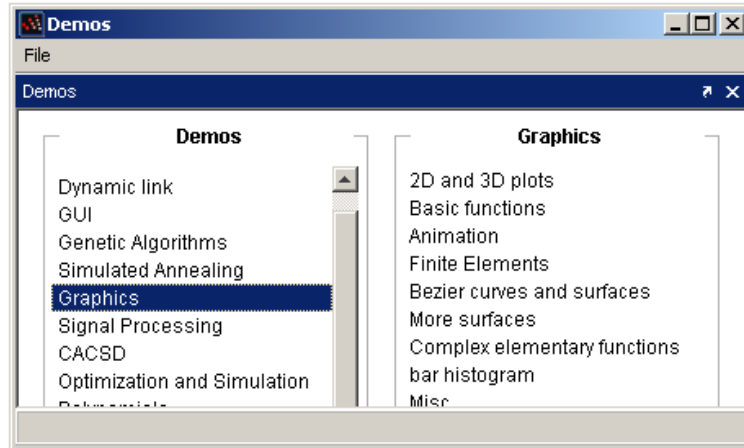 Demos
File
Demos
Demos
Dynamic link
GUI
Genetic Algorithms
Simulated Annealing
Graphics
Signal Processing
CACSD
Optimization and Simulation
Polynomials
Graphics
2D and 3D plots
Basic functions
Animation
Finite Elements
Bezier curves and surfaces
More surfaces
Complex elementary functions
bar histogram
Misc